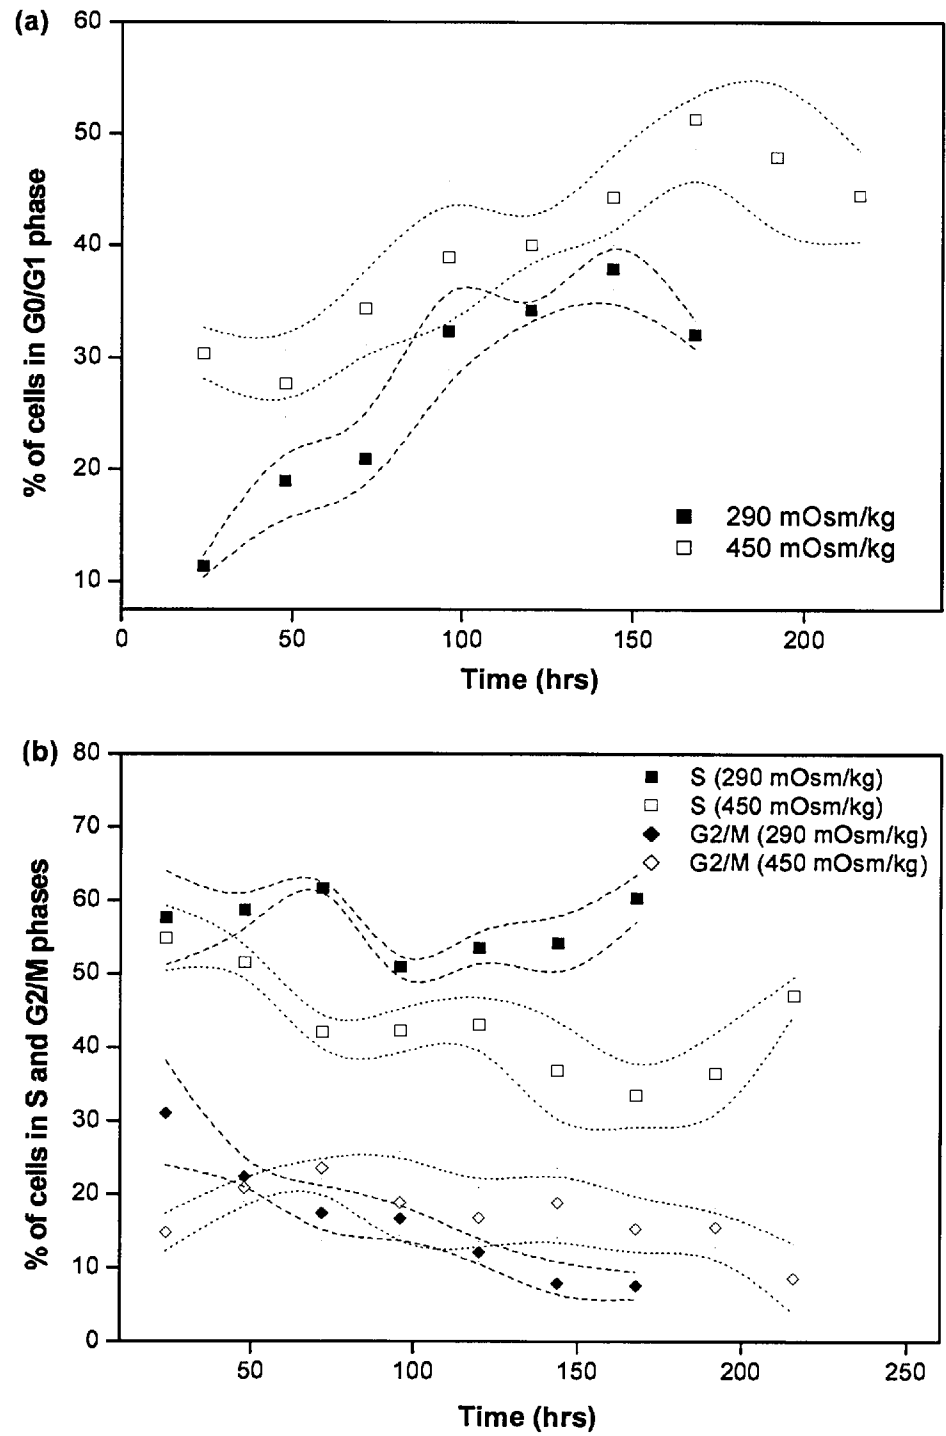 (a)
60
50
40
30
20
10
% of cells in G0/G1 phase
290 mOsm/kg
450 mOsm/kg
0 50 100 150 200
Time (hrs)
(b)
80
70
60
50
40
30
20
10
0
% of cells in S and G2/M phases
S (290 mOsm/kg)
S (450 mOsm/kg)
G2/M (290 mOsm/kg)
G2/M (450 mOsm/kg)
50 100 150 200 250
Time (hrs)